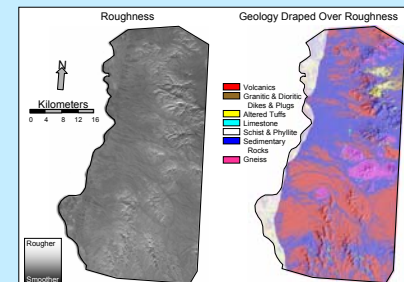 Roughness
Geology Draped Over Roughness
N
Kilometers
0 4 8 12 16
Volcanics
Granitic & Dioritic
Dikes & Plugs
Altered Tuffs
Limestone
Schist & Phyllite
Sedimentary
Rocks
Gneiss
Rougher
Smoother